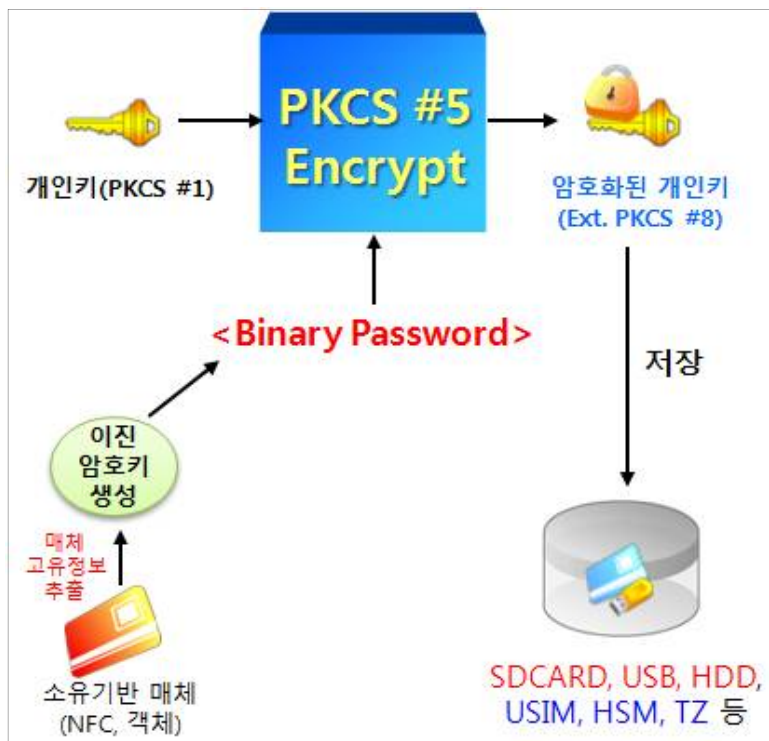 PKCS #5
Encrypt
개인키(PKCS #1)
암호화된 개인키
(Ext. PKCS #8)
<Binary Password>
저장
이진
암호키
생성
매체
고유정보
추출
소유기반 매체
(NFC, 객체)
SDCARD, USB, HDD,
USIM, HSM, TZ 등